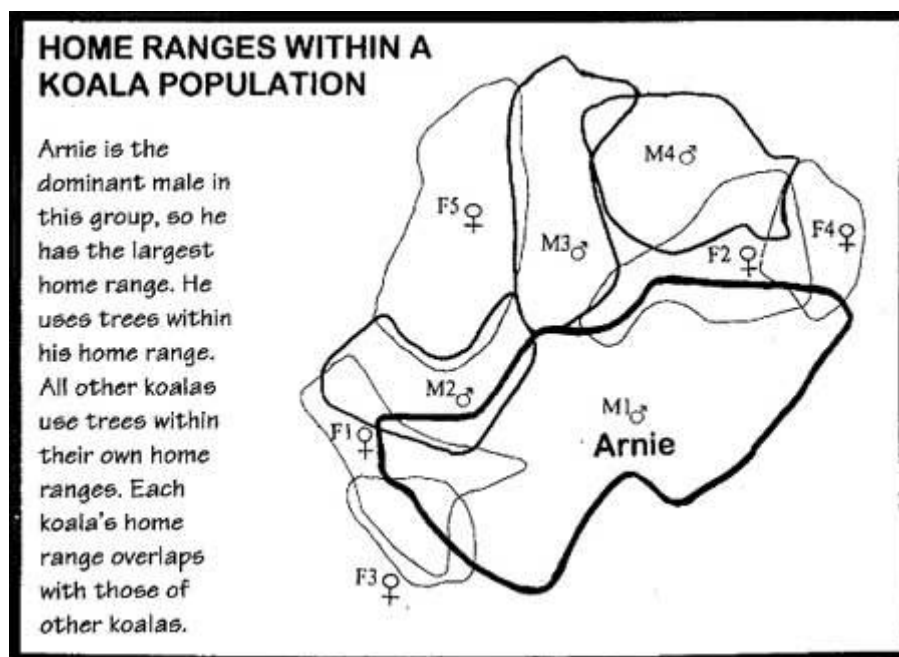 HOME RANGES WITHIN A
KOALA POPULATION
Arnie is the
dominant male in
this group, so he
has the largest
home range. He
uses trees within
his home range.
All other koalas
use trees within
their own home
ranges. Each
koala's home
range overlaps
with those of
other koalas.
M4♂
F5♀
M3♂
F2♀
F4♀
M2♂
M1♂
Arnie
F1♀
F3♀